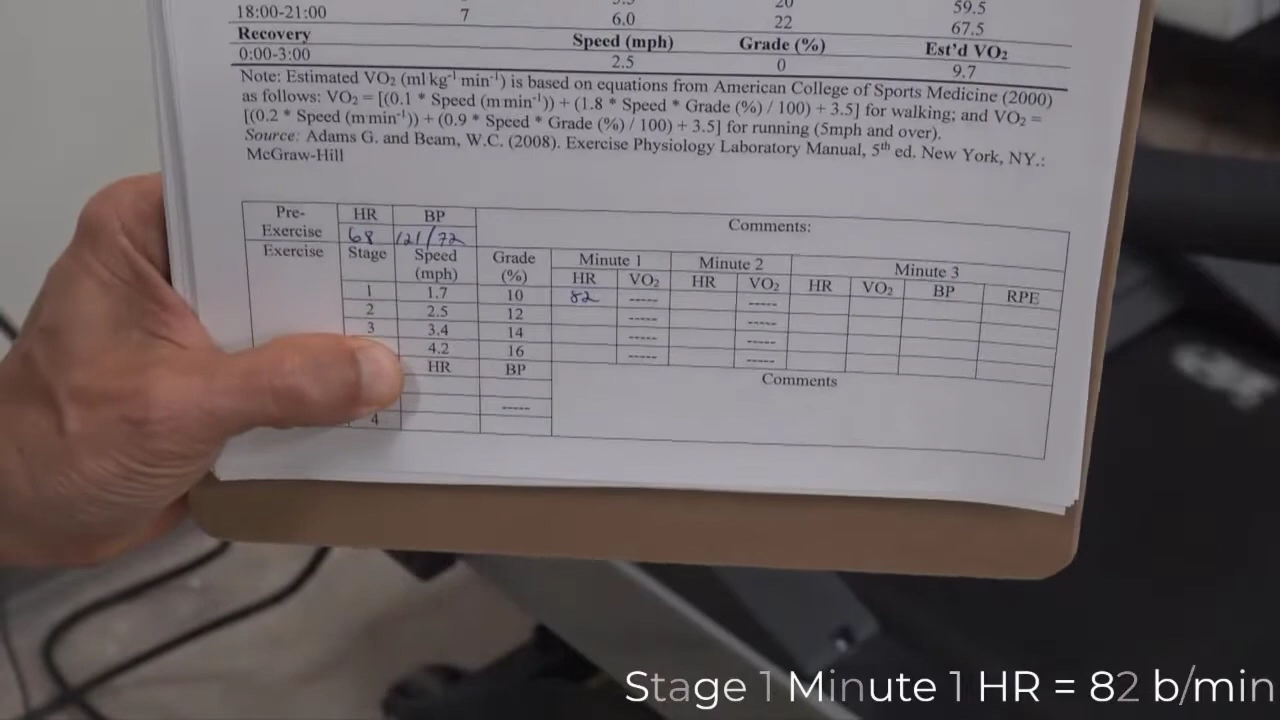 20 59.5
18:00-21:00 7 6.0 22 67.5
Recovery Speed (mph) Grade (%) Est'd VO₂
0:00-3:00 2.5 0 9.7
Note: Estimated VO₂ (ml·kg⁻¹ min⁻¹) is based on equations from American College of Sports Medicine (2000)
as follows: VO₂ = [(0.1 * Speed (m·min⁻¹)) + (1.8 * Speed * Grade (%) / 100) + 3.5] for walking; and VO₂ =
[(0.2 * Speed (m·min⁻¹)) + (0.9 * Speed * Grade (%) / 100) + 3.5] for running (5mph and over).
Source: Adams G. and Beam, W.C. (2008). Exercise Physiology Laboratory Manual, 5th ed. New York, NY.:
McGraw-Hill
Pre-Exercise HR BP Comments:
68 121/72
Exercise Stage Speed (mph) Grade (%) Minute 1 Minute 2 Minute 3
HR VO₂ HR VO₂ HR VO₂ BP RPE
1 1.7 10 82 ----- -----
2 2.5 12 ----- -----
3 3.4 14 ----- -----
4.2 16 ----- -----
HR BP Comments
-----
4
Stage 1 Minute 1 HR = 82 b/min